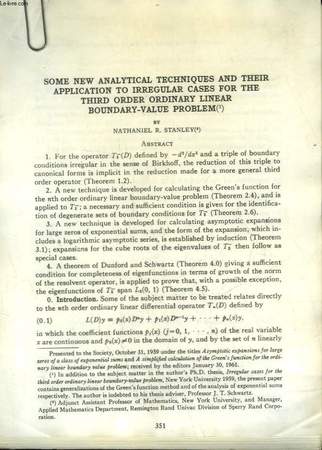 Le-livre.com
SOME NEW ANALYTICAL TECHNIQUES AND THEIR
APPLICATION TO IRREGULAR CASES FOR THE
THIRD ORDER ORDINARY LINEAR
BOUNDARY-VALUE PROBLEM(¹)
BY
NATHANIEL R. STANLEY(²)
ABSTRACT
1. For the operator T₃⁻(D) defined by −d³/dx³ and a triple of boundary
conditions irregular in the sense of Birkhoff, the reduction of this triple to
canonical forms is implicit in the reduction made for a more general third
order operator (Theorem 1.2).
2. A new technique is developed for calculating the Green's function for
the nth order ordinary linear boundary-value problem (Theorem 2.4), and is
applied to T₃⁻; a necessary and sufficient condition is given for the identifica-
tion of degenerate sets of boundary conditions for T₃⁻ (Theorem 2.6).
3. A new technique is developed for calculating asymptotic expansions
for large zeros of exponential sums, and the form of the expansion, which in-
cludes a logarithmic asymptotic series, is established by induction (Theorem
3.1); expansions for the cube roots of the eigenvalues of T₃⁻ then follow as
special cases.
4. A theorem of Dunford and Schwartz (Theorem 4.0) giving a sufficient
condition for completeness of eigenfunctions in terms of growth of the norm
of the resolvent operator, is applied to prove that, with a possible exception,
the eigenfunctions of T₃⁻ span L₂(0, 1) (Theorem 4.5).
0. Introduction. Some of the subject matter to be treated relates directly
to the nth order ordinary linear differential operator Tₙ(D) defined by
(0.1) L(D)y = p₀(x)Dⁿy + p₁(x)Dⁿ⁻¹y + · · · + pₙ(x)y,
in which the coefficient functions pⱼ(x) (j=0, 1, · · · , n) of the real variable
x are continuous and p₀(x)≠0 in the domain of y, and by the set of n linearly
Presented to the Society, October 31, 1959 under the titles Asymptotic expansions for large
zeros of a class of exponential sums and A simplified calculation of the Green's function for the ordi-
nary linear boundary value problem; received by the editors January 30, 1961.
(¹) In addition to the subject matter in the author's Ph.D. thesis, Irregular cases for the
third order ordinary linear boundary-value problem, New York University 1959, the present paper
contains generalizations of the Green's function method and of the analysis of exponential sums
respectively. The author is indebted to his thesis adviser, Professor J. T. Schwartz.
(²) Adjunct Assistant Professor of Mathematics, New York University, and Manager,
Applied Mathematics Department, Remington Rand Univac Division of Sperry Rand Corpo-
ration.
351